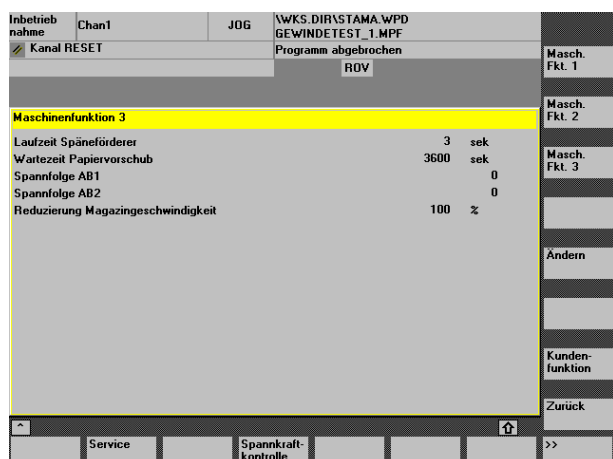 Inbetrieb
nahme
Chan1
JOG
\WKS.DIR\STAMA.WPD
GEWINDETEST_1.MPF
Kanal RESET
Programm abgebrochen
ROV
Masch.
Fkt. 1
Masch.
Fkt. 2
Maschinenfunktion 3
Laufzeit Späneförderer 3 sek
Wartezeit Papiervorschub 3600 sek
Spannfolge AB1 0
Spannfolge AB2 0
Reduzierung Magazingeschwindigkeit 100 %
Masch.
Fkt. 3
Ändern
Kunden-
funktion
Zurück
^
Service
Spannkraft-
kontrolle
>>